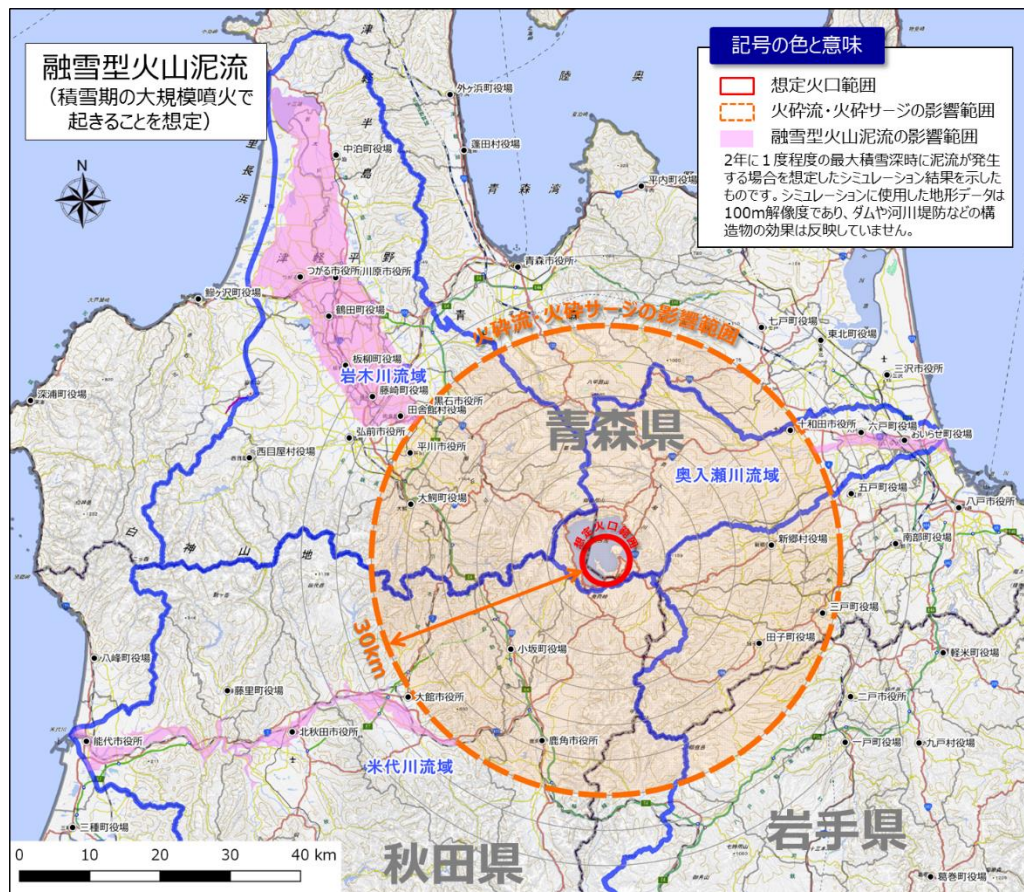 融雪型火山泥流
（積雪期の大規模噴火で
起きることを想定）
記号の色と意味
想定火口範囲
火砕流・火砕サージの影響範囲
融雪型火山泥流の影響範囲
2年に１度程度の最大積雪深時に泥流が発生
する場合を想定したシミュレーション結果を示した
ものです。シミュレーションに使用した地形データは
100m解像度であり、ダムや河川堤防などの構
造物の効果は反映していません。
N
津
軽
半
島
陸
奥
外ヶ浜町役場
中泊町役場
蓬田村役場
青森湾
平内町役場
里長浜
津軽平野
青森市役所
つがる市役所
川原市役所
鰺ヶ沢町役場
鶴田町役場
七戸町役場
東北町役場
三沢市役所
火砕流・火砕サージの影響範囲
板柳町役場
岩木川流域
深浦町役場
藤崎町役場
黒石市役所
田舎館村役場
青森県
弘前市役所
平川市役所
十和田市役所
六戸町役場
おいらせ町役場
西目屋村役場
奥入瀬川流域
大鰐町役場
五戸町役場
八戸市役所
白神山地
想定火口範囲
新郷村役場
南部町役場
30km
三戸町役場
小坂町役場
田子町役場
八峰町役場
軽米町役場
藤里町役場
大館市役所
二戸市役所
能代市役所
北秋田市役所
鹿角市役所
一戸町役場
九戸村役場
米代川流域
三種町役場
岩手県
秋田県
葛巻町役場
0 10 20 30 40 km